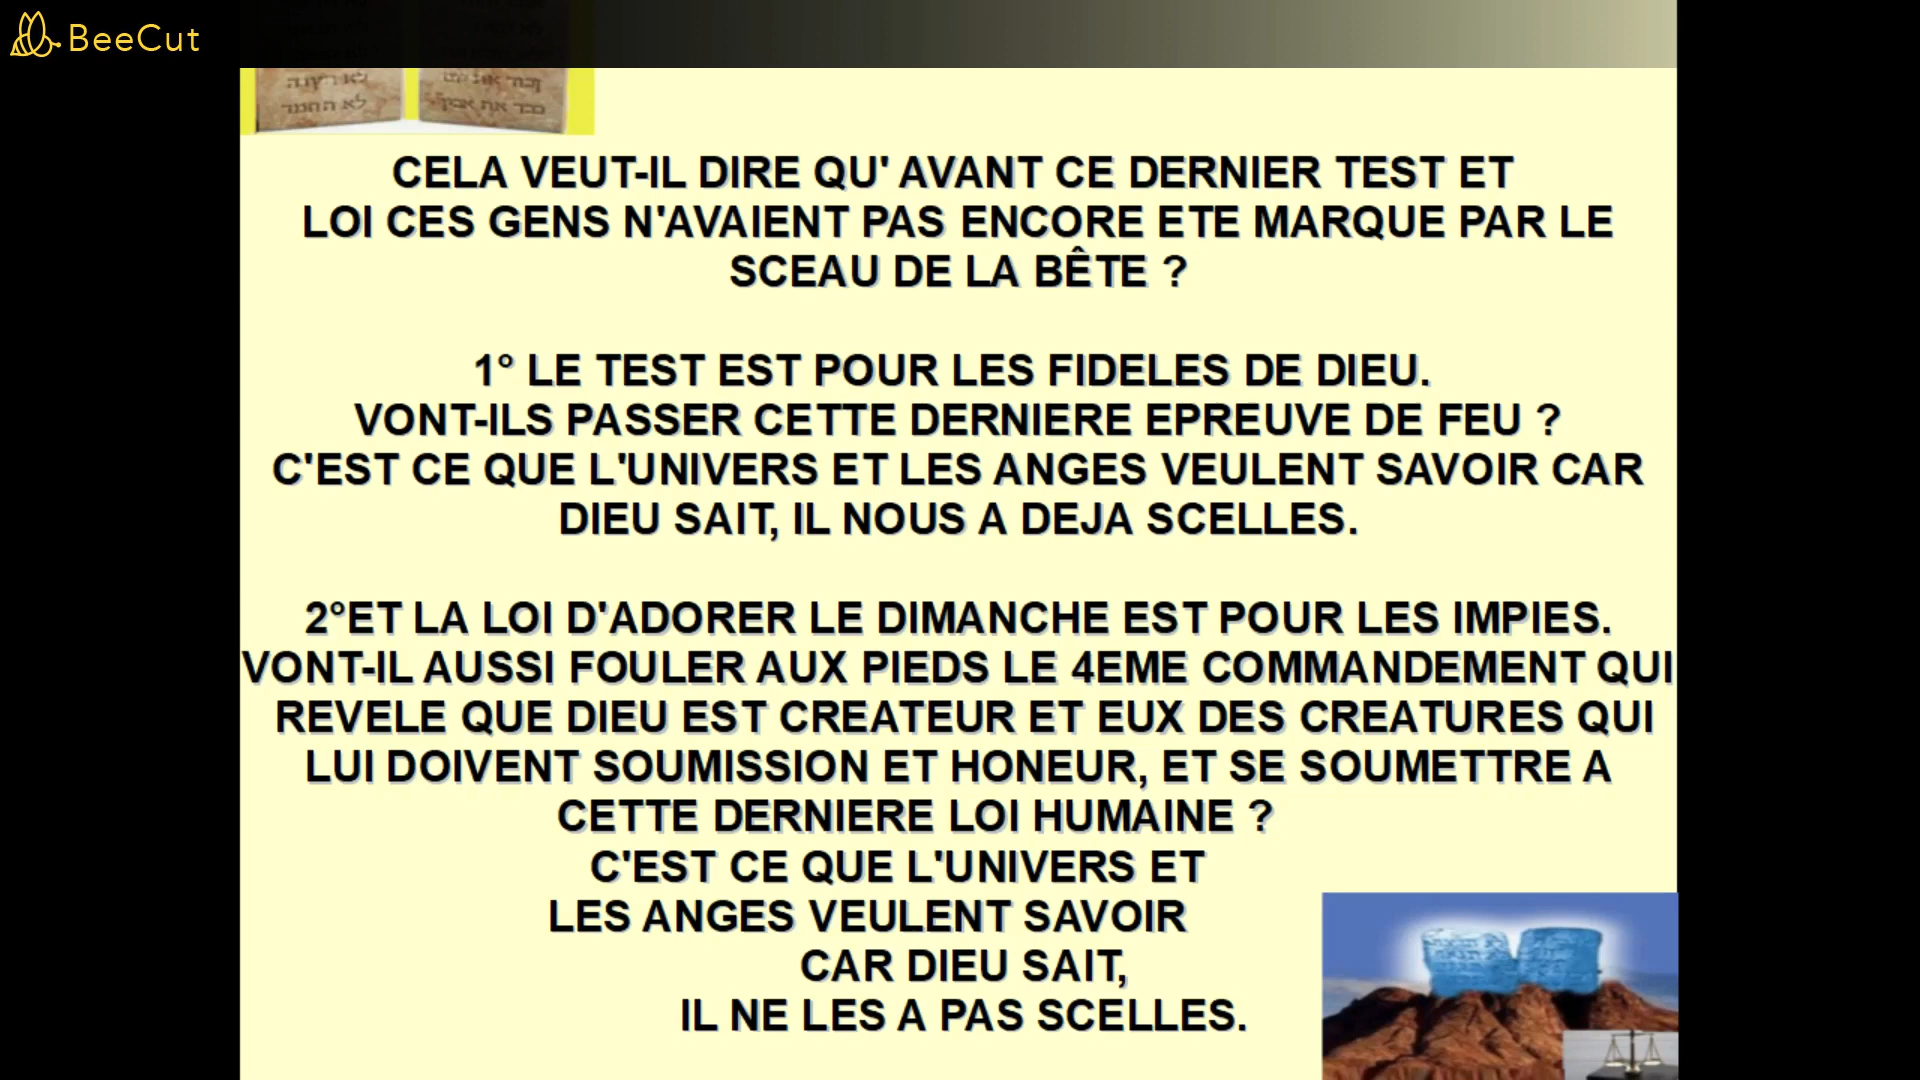 BeeCut
CELA VEUT-IL DIRE QU' AVANT CE DERNIER TEST ET
LOI CES GENS N'AVAIENT PAS ENCORE ETE MARQUE PAR LE
SCEAU DE LA BÊTE ?
1° LE TEST EST POUR LES FIDELES DE DIEU.
VONT-ILS PASSER CETTE DERNIERE EPREUVE DE FEU ?
C'EST CE QUE L'UNIVERS ET LES ANGES VEULENT SAVOIR CAR
DIEU SAIT, IL NOUS A DEJA SCELLES.
2°ET LA LOI D'ADORER LE DIMANCHE EST POUR LES IMPIES.
VONT-IL AUSSI FOULER AUX PIEDS LE 4EME COMMANDEMENT QUI
REVELE QUE DIEU EST CREATEUR ET EUX DES CREATURES QUI
LUI DOIVENT SOUMISSION ET HONEUR, ET SE SOUMETTRE A
CETTE DERNIERE LOI HUMAINE ?
C'EST CE QUE L'UNIVERS ET
LES ANGES VEULENT SAVOIR
CAR DIEU SAIT,
IL NE LES A PAS SCELLES.